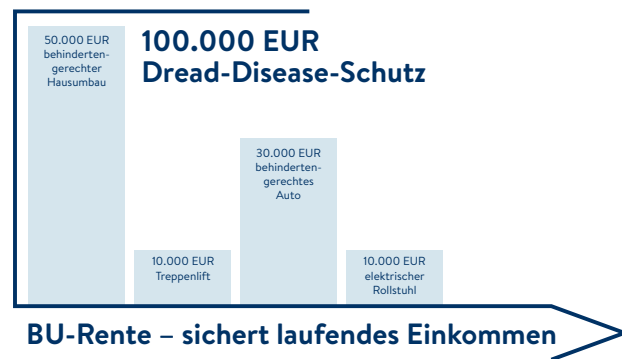 100.000 EUR
Dread-Disease-Schutz
50.000 EUR
behinderten-
gerechter
Hausumbau
10.000 EUR
Treppenlift
30.000 EUR
behinderten-
gerechtes
Auto
10.000 EUR
elektrischer
Rollstuhl
BU-Rente – sichert laufendes Einkommen